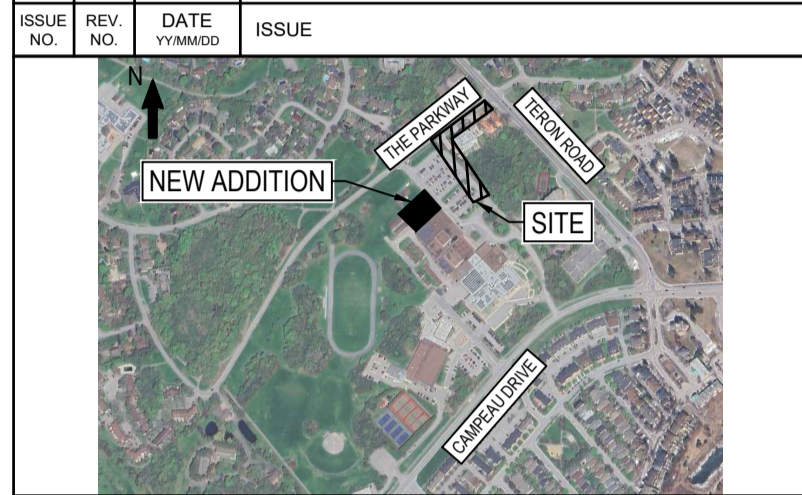 ISSUE NO.
REV. NO.
DATE
YY/MM/DD
ISSUE
N
THE PARKWAY
TERON ROAD
NEW ADDITION
SITE
CAMPEAU DRIVE